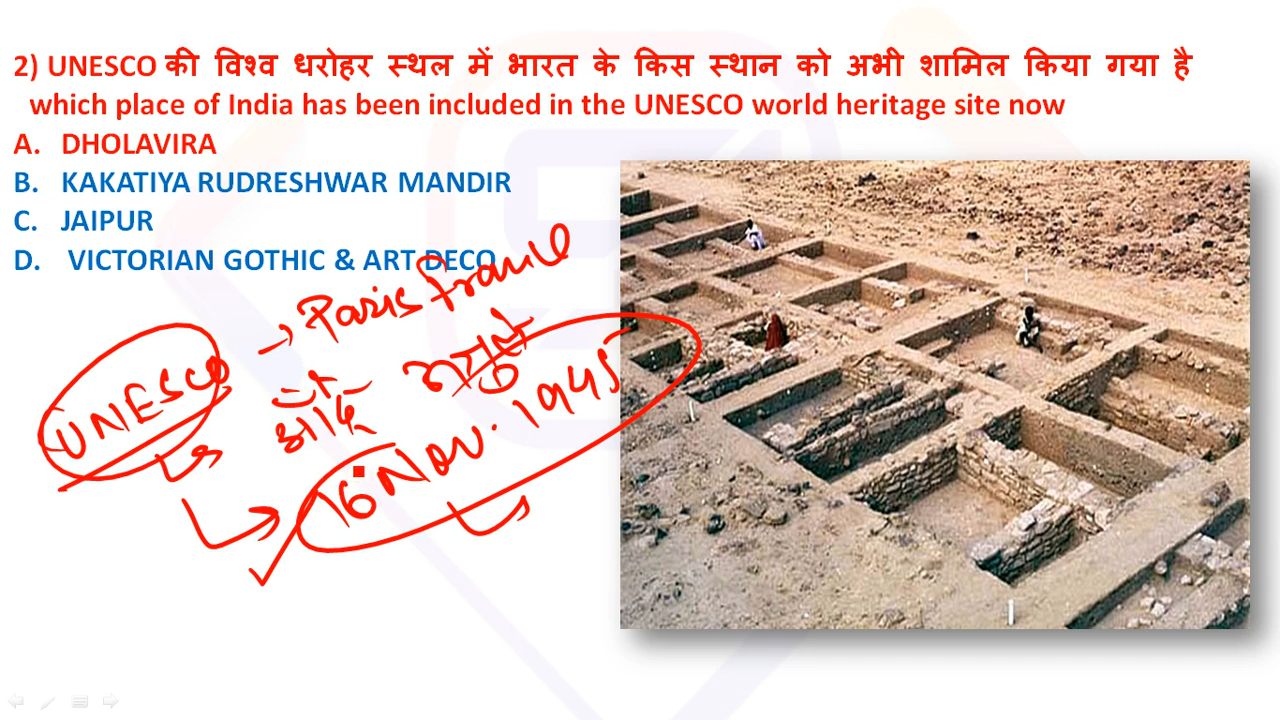 2) UNESCO की विश्व धरोहर स्थल में भारत के किस स्थान को अभी शामिल किया गया है
which place of India has been included in the UNESCO world heritage site now
A. DHOLAVIRA
B. KAKATIYA RUDRESHWAR MANDIR
C. JAIPUR
D. VICTORIAN GOTHIC & ART DECO
UNESCO → Paris France
16 Nov. 1945